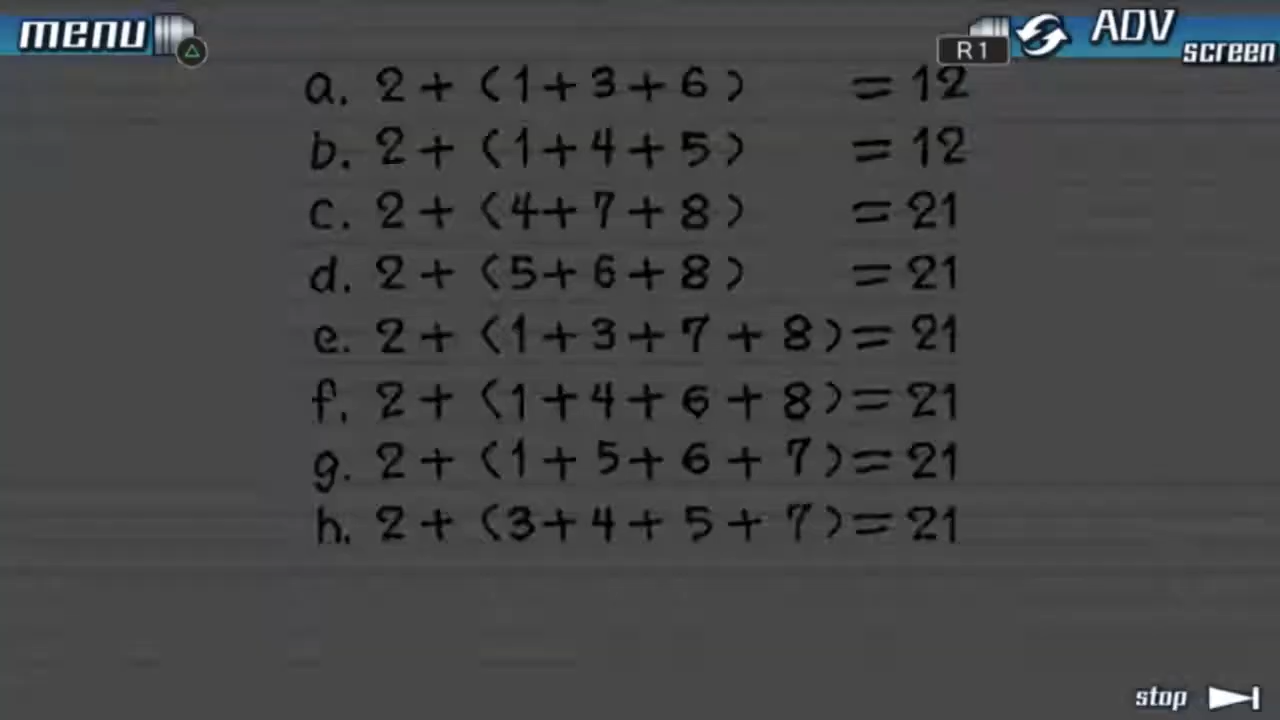 menu
R1 ADV screen
a. 2 + (1 + 3 + 6) = 12
b. 2 + (1 + 4 + 5) = 12
c. 2 + (4 + 7 + 8) = 21
d. 2 + (5 + 6 + 8) = 21
e. 2 + (1 + 3 + 7 + 8) = 21
f. 2 + (1 + 4 + 6 + 8) = 21
g. 2 + (1 + 5 + 6 + 7) = 21
h. 2 + (3 + 4 + 5 + 7) = 21
stop